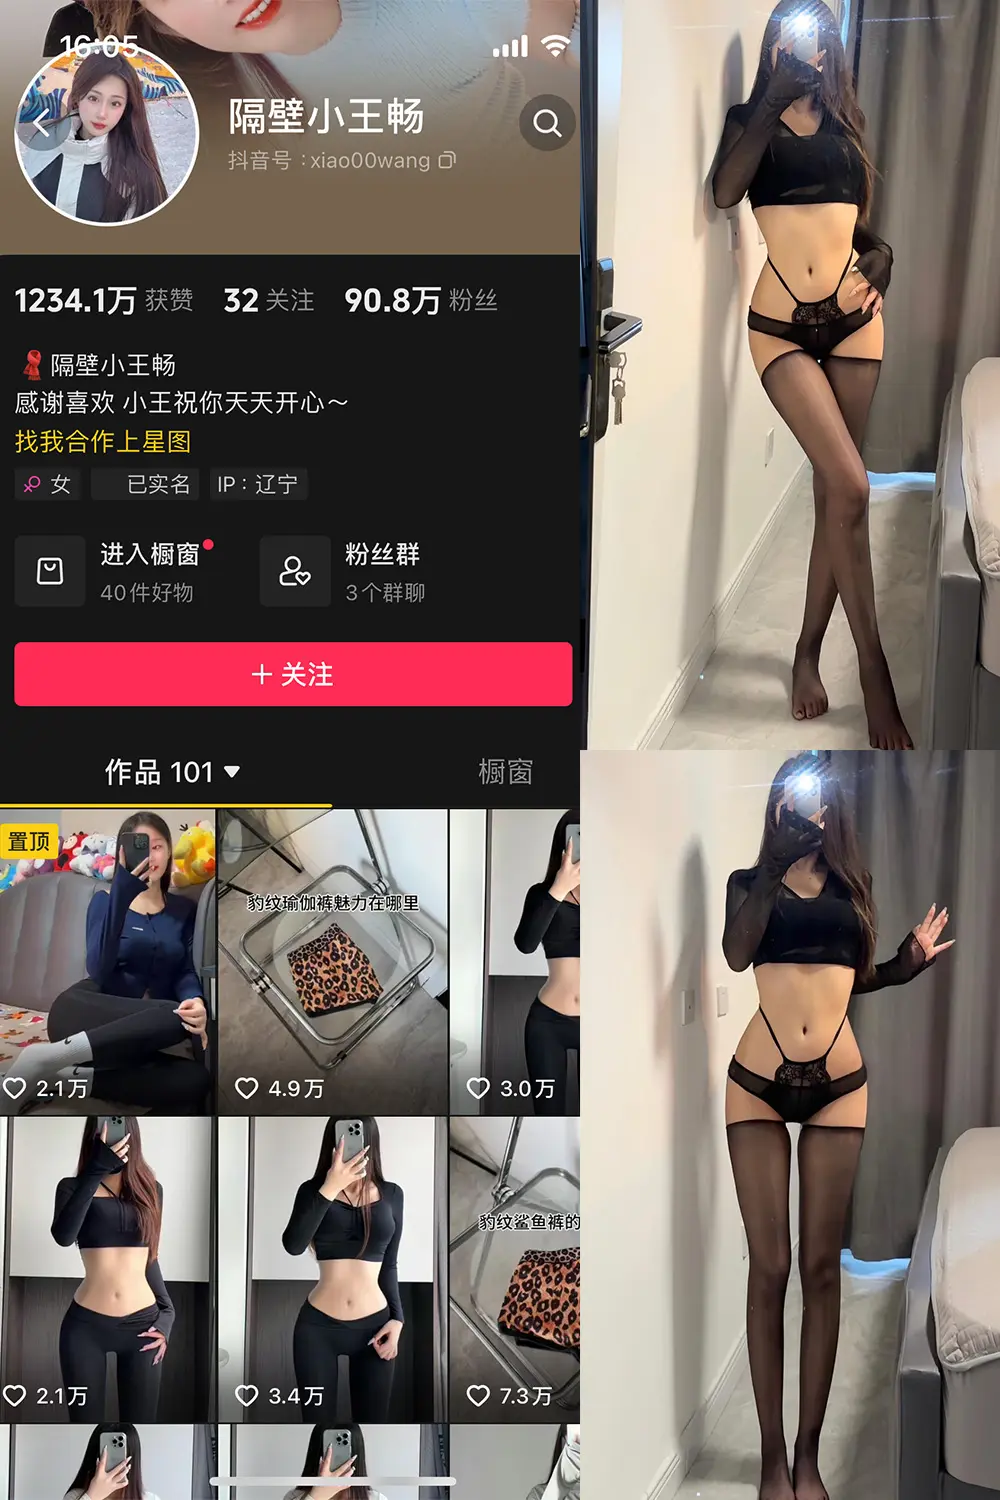 16:05
隔壁小王畅
抖音号：xiao00wang
1234.1万 获赞 32 关注 90.8万 粉丝
隔壁小王畅
感谢喜欢 小王祝你天天开心～
找我合作上星图
女 已实名 IP：辽宁
进入橱窗
40件好物
粉丝群
3个群聊
＋关注
作品 101
橱窗
置顶
豹纹瑜伽裤魅力在哪里
2.1万
4.9万
3.0万
豹纹鲨鱼裤的
2.1万
3.4万
7.3万